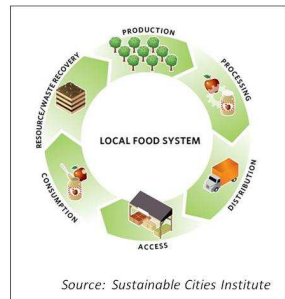 PRODUCTION
PROCESSING
DISTRIBUTION
ACCESS
CONSUMPTION
RESOURCE/WASTE RECOVERY
LOCAL FOOD SYSTEM
Source: Sustainable Cities Institute